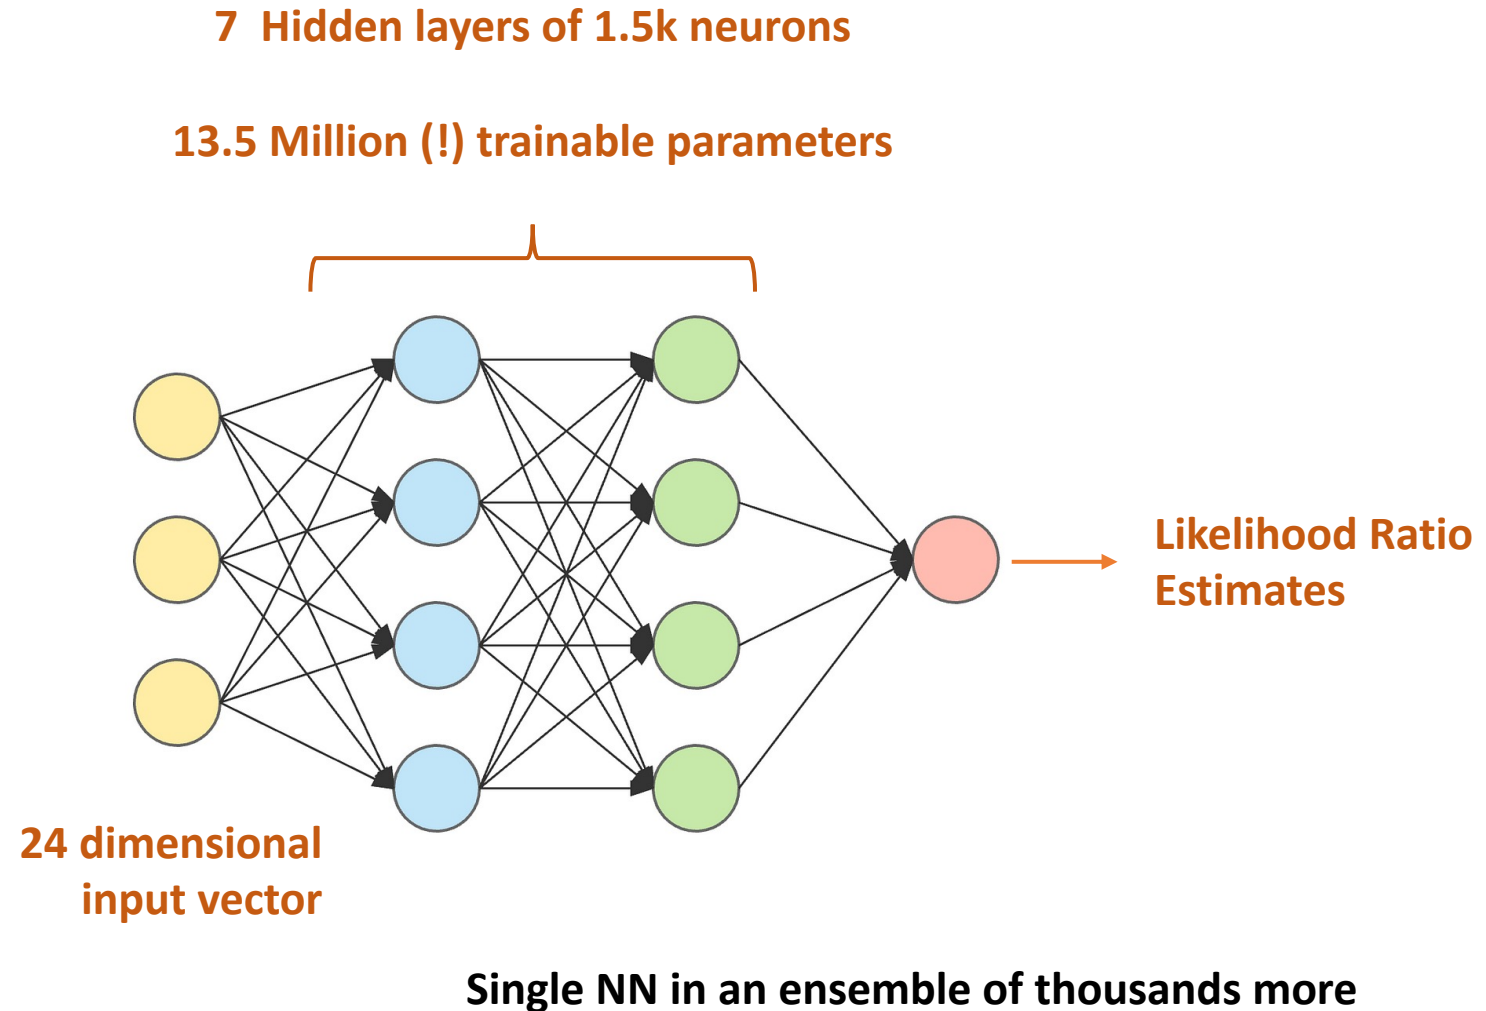 7 Hidden layers of 1.5k neurons
13.5 Million (!) trainable parameters
Likelihood Ratio
Estimates
24 dimensional
input vector
Single NN in an ensemble of thousands more